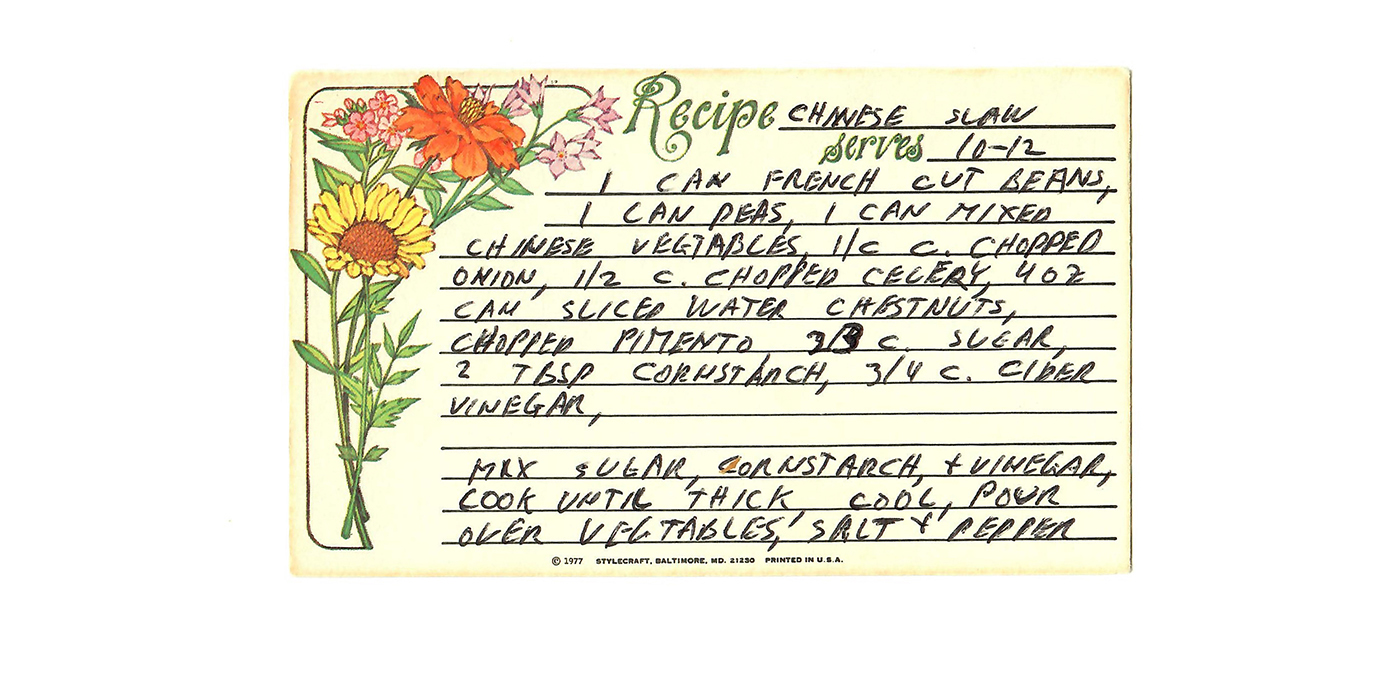 Recipe CHINESE SLAW
serves 10-12
1 CAN FRENCH CUT BEANS,
1 CAN PEAS, 1 CAN MIXED
CHINESE VEGTABLES, 1/c c. CHOPPED
ONION, 1/2 c. CHOPPED CELERY, 4 OZ
CAN SLICED WATER CHESTNUTS,
CHOPPED PIMENTO, c. SUGAR,
2 TBSP CORNSTARCH, 3/4 c. CIDER
VINEGAR,
MIX SUGAR, CORNSTARCH, + VINEGAR,
COOK UNTIL THICK, COOL, POUR
OVER VEGTABLES, SALT + PEPPER
© 1977 STYLECRAFT, BALTIMORE, MD. 21230 PRINTED IN U.S.A.